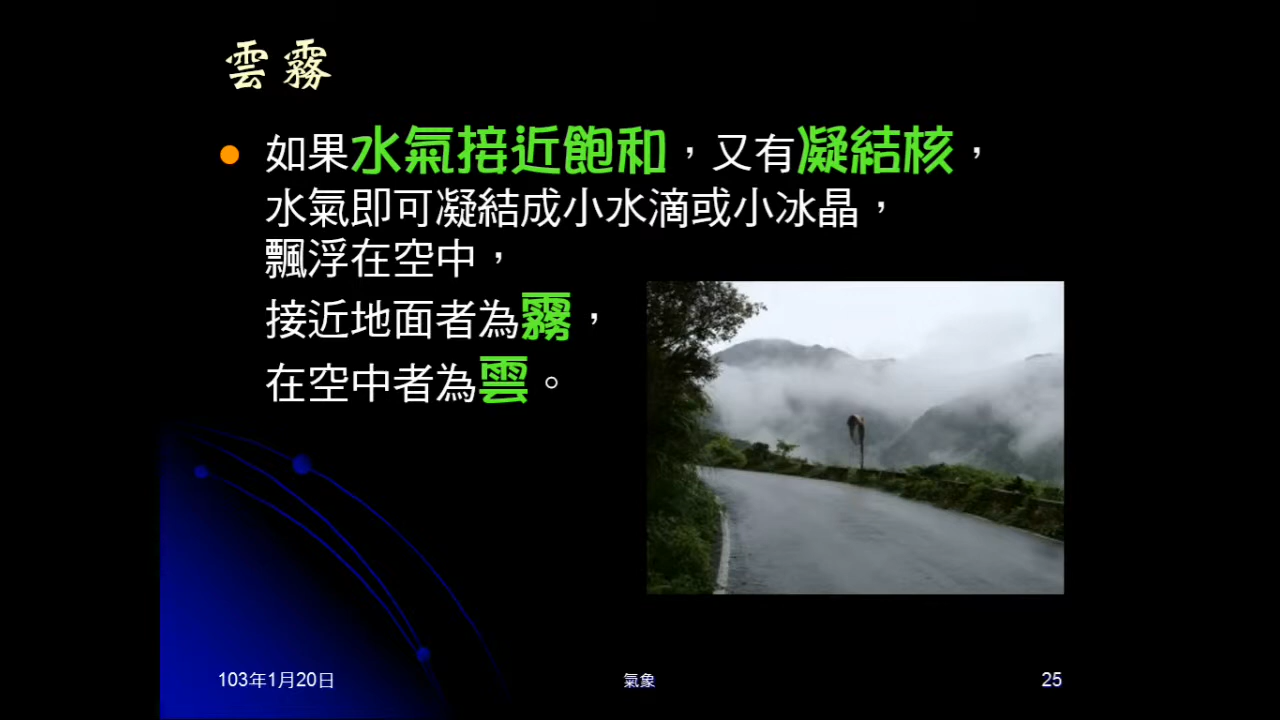 雲霧
如果水氣接近飽和，又有凝結核，
水氣即可凝結成小水滴或小冰晶，
飄浮在空中，
接近地面者為霧，
在空中者為雲。
103年1月20日
氣象
25